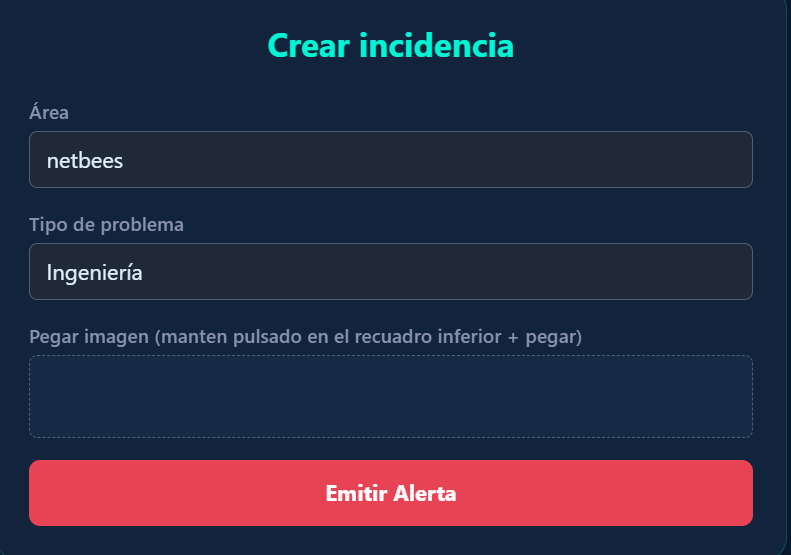 Crear incidencia
Área
netbees
Tipo de problema
Ingeniería
Pegar imagen (manten pulsado en el recuadro inferior + pegar)
Emitir Alerta